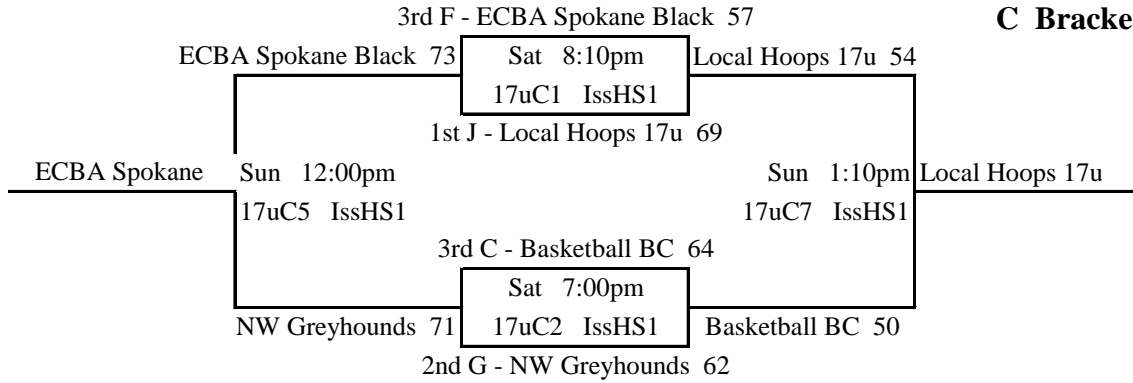 3rd F - ECBA Spokane Black 57
C Bracke
ECBA Spokane Black 73
Sat 8:10pm
Local Hoops 17u 54
17uC1 IssHS1
1st J - Local Hoops 17u 69
ECBA Spokane
Sun 12:00pm
Sun 1:10pm
Local Hoops 17u
17uC5 IssHS1
17uC7 IssHS1
3rd C - Basketball BC 64
Sat 7:00pm
NW Greyhounds 71
17uC2 IssHS1
Basketball BC 50
2nd G - NW Greyhounds 62